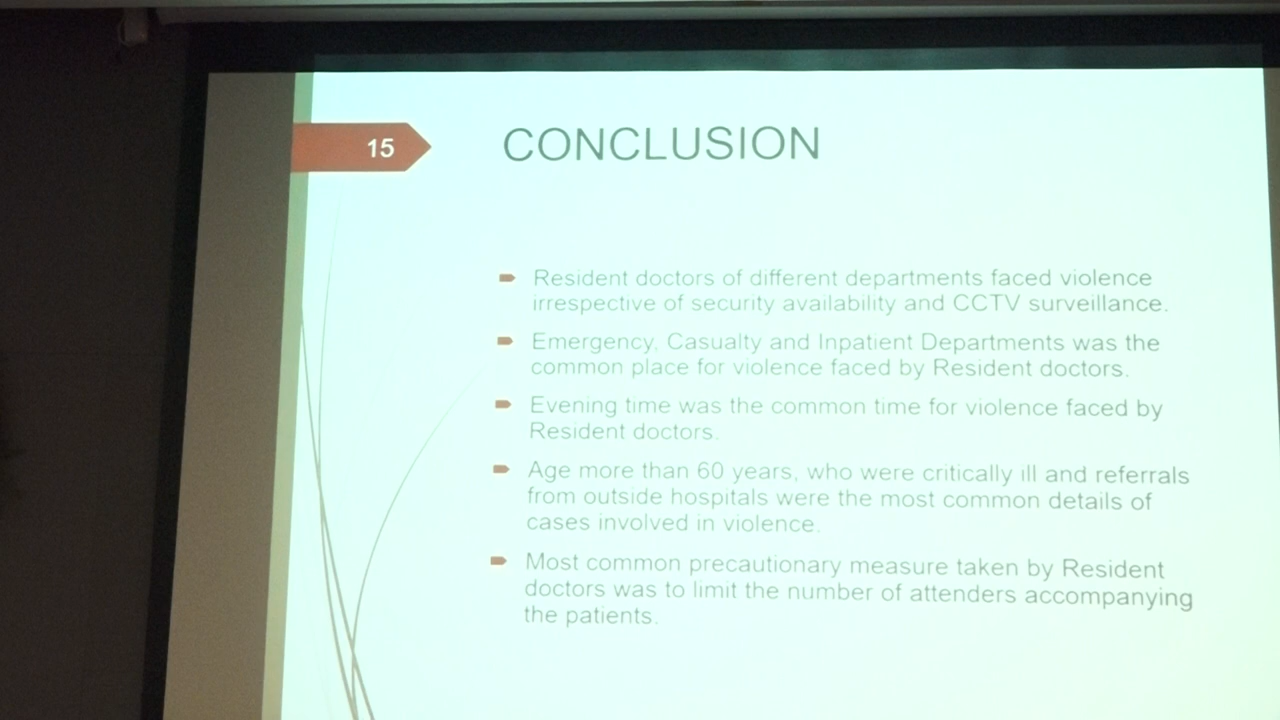 15
CONCLUSION
Resident doctors of different departments faced violence
irrespective of security availability and CCTV surveillance.
Emergency, Casualty and Inpatient Departments was the
common place for violence faced by Resident doctors.
Evening time was the common time for violence faced by
Resident doctors.
Age more than 60 years, who were critically ill and referrals
from outside hospitals were the most common details of
cases involved in violence.
Most common precautionary measure taken by Resident
doctors was to limit the number of attenders accompanying
the patients.